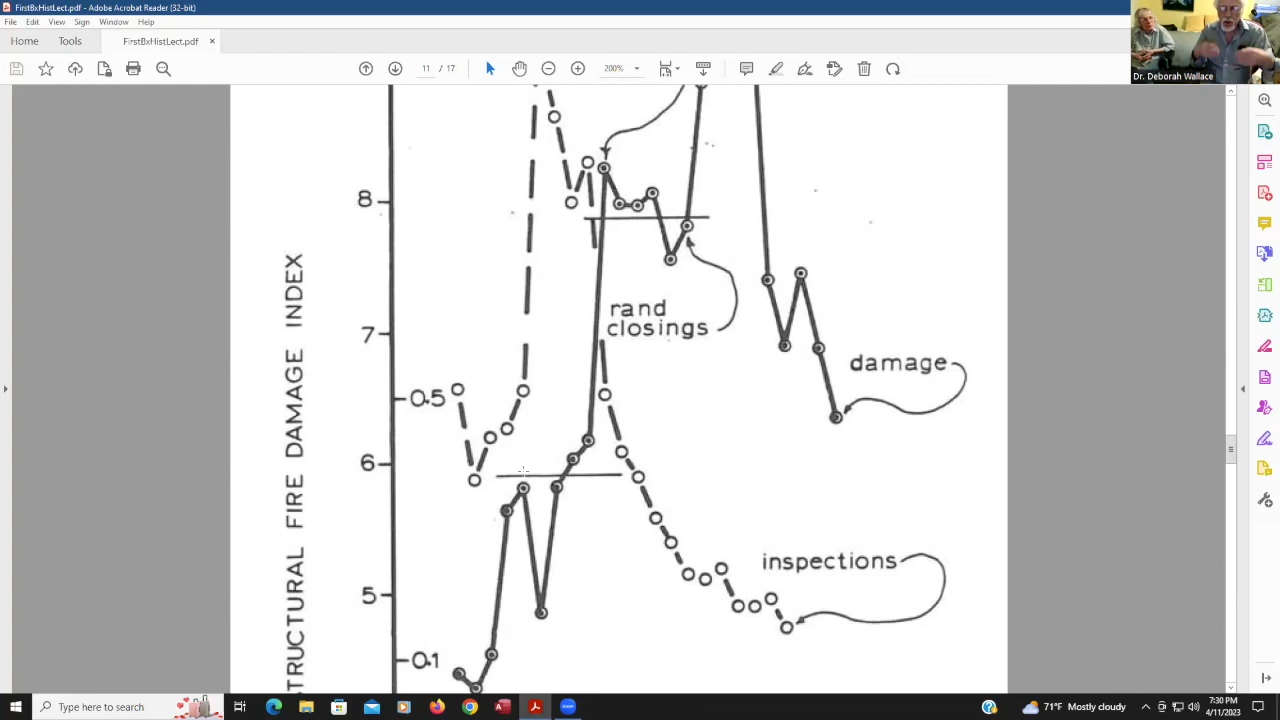 FirstBxHistLect.pdf - Adobe Acrobat Reader (32-bit)
File Edit View Sign Window Help
Home Tools FirstBxHistLect.pdf ×
11 / 17 200%
Dr. Deborah Wallace
8
rand
closings
7
damage
0.5
6
inspections
5
0.1
STRUCTURAL FIRE DAMAGE INDEX
Type here to search
71°F Mostly cloudy
7:30 PM
4/11/2023